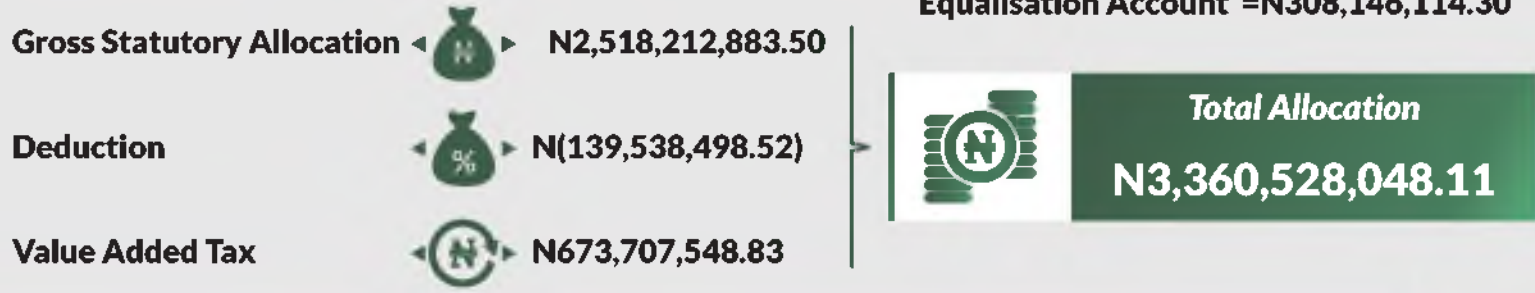 Equalisation Account =N308,146,114.30
Gross Statutory Allocation N N2,518,212,883.50
Total Allocation
Deduction % N(139,538,498.52)
₦
N3,360,528,048.11
Value Added Tax ₦ N673,707,548.83